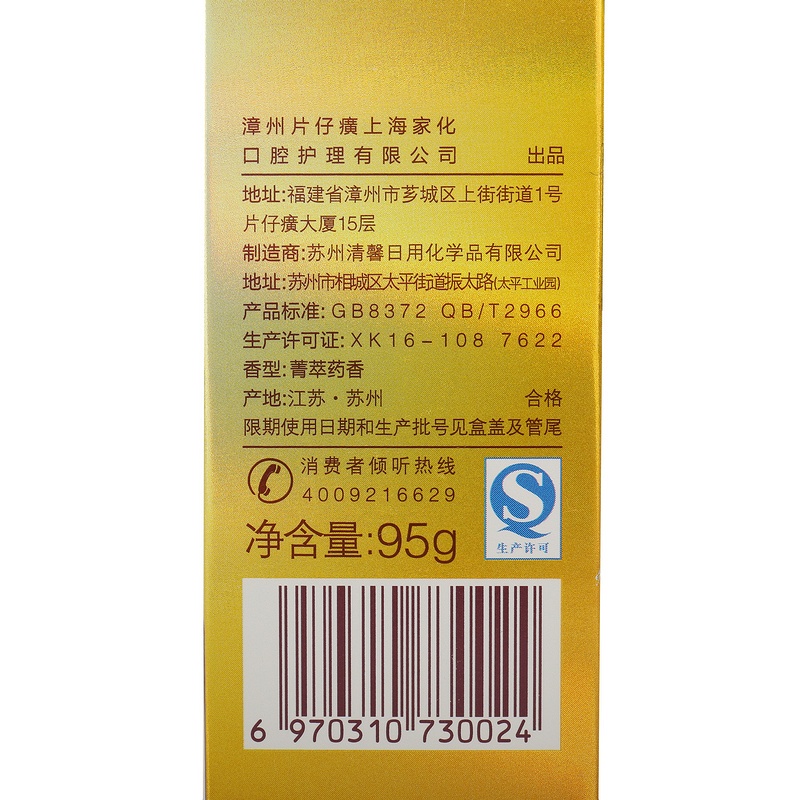 漳州片仔癀上海家化
口腔护理有限公司 出品
地址:福建省漳州市芗城区上街街道1号
片仔癀大厦15层
制造商:苏州清馨日用化学品有限公司
地址:苏州市相城区太平街道振太路(太平工业园)
产品标准:GB8372 QB/T2966
生产许可证:XK16-108 7622
香型:菁萃药香
产地:江苏·苏州 合格
限期使用日期和生产批号见盒盖及管尾
消费者倾听热线
4009216629
生产许可
净含量:95g
6 970310 730024